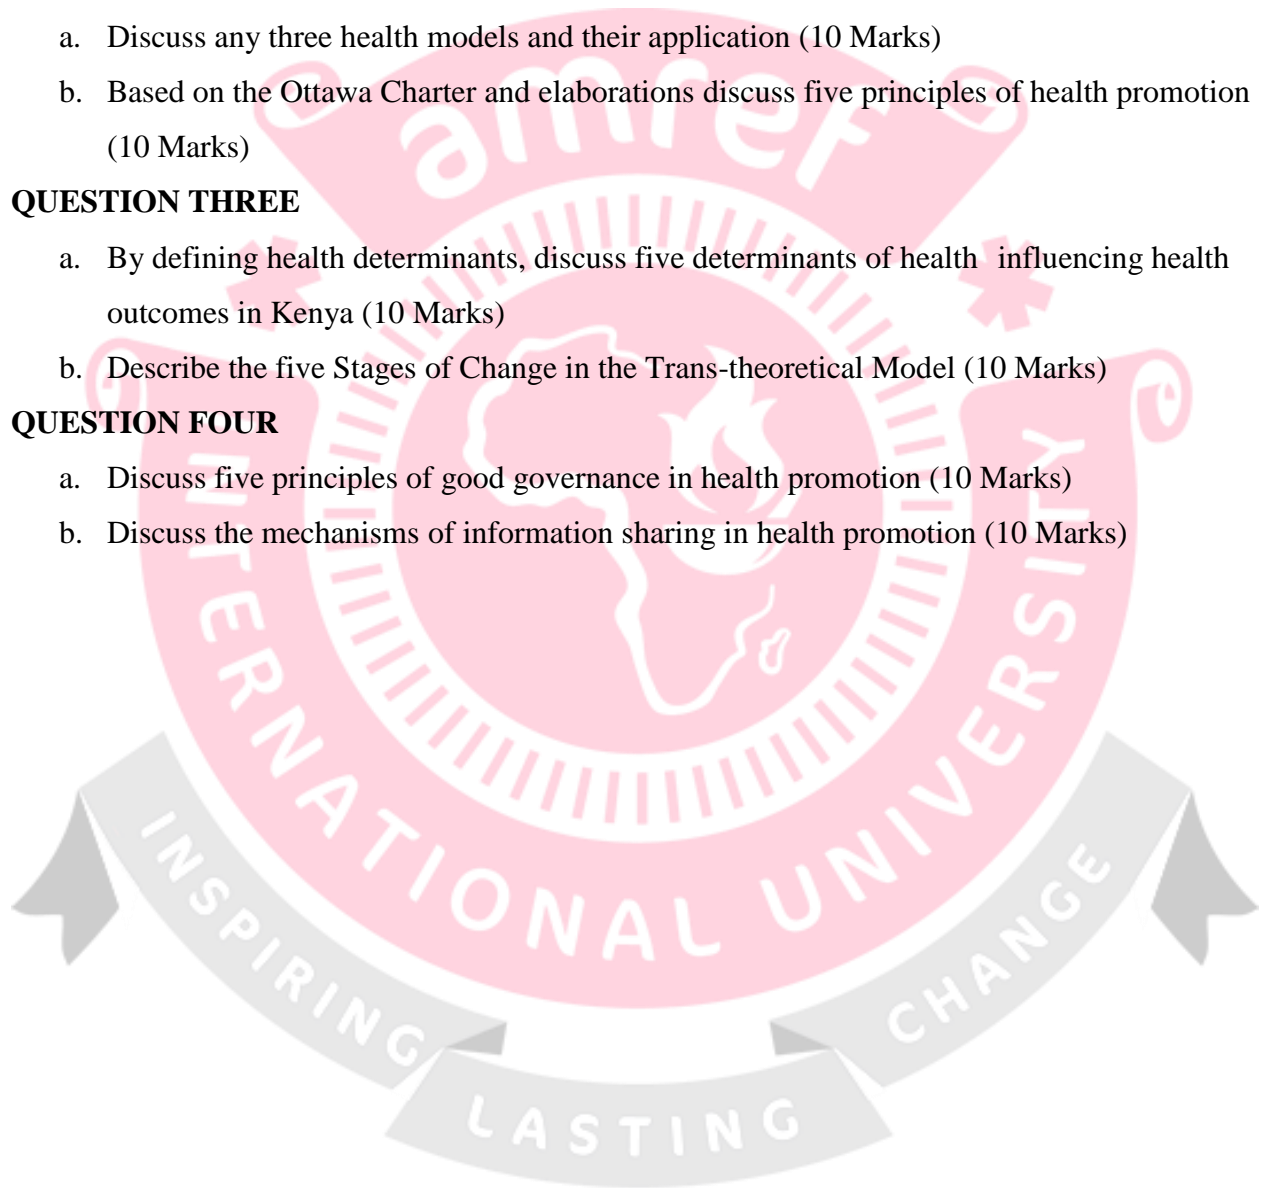 a. Discuss any three health models and their application (10 Marks)
b. Based on the Ottawa Charter and elaborations discuss five principles of health promotion
(10 Marks)
QUESTION THREE
a. By defining health determinants, discuss five determinants of health influencing health
outcomes in Kenya (10 Marks)
b. Describe the five Stages of Change in the Trans-theoretical Model (10 Marks)
QUESTION FOUR
a. Discuss five principles of good governance in health promotion (10 Marks)
b. Discuss the mechanisms of information sharing in health promotion (10 Marks)
amref
INTERNATIONAL UNIVERSITY
INSPIRING
LASTING
CHANGE